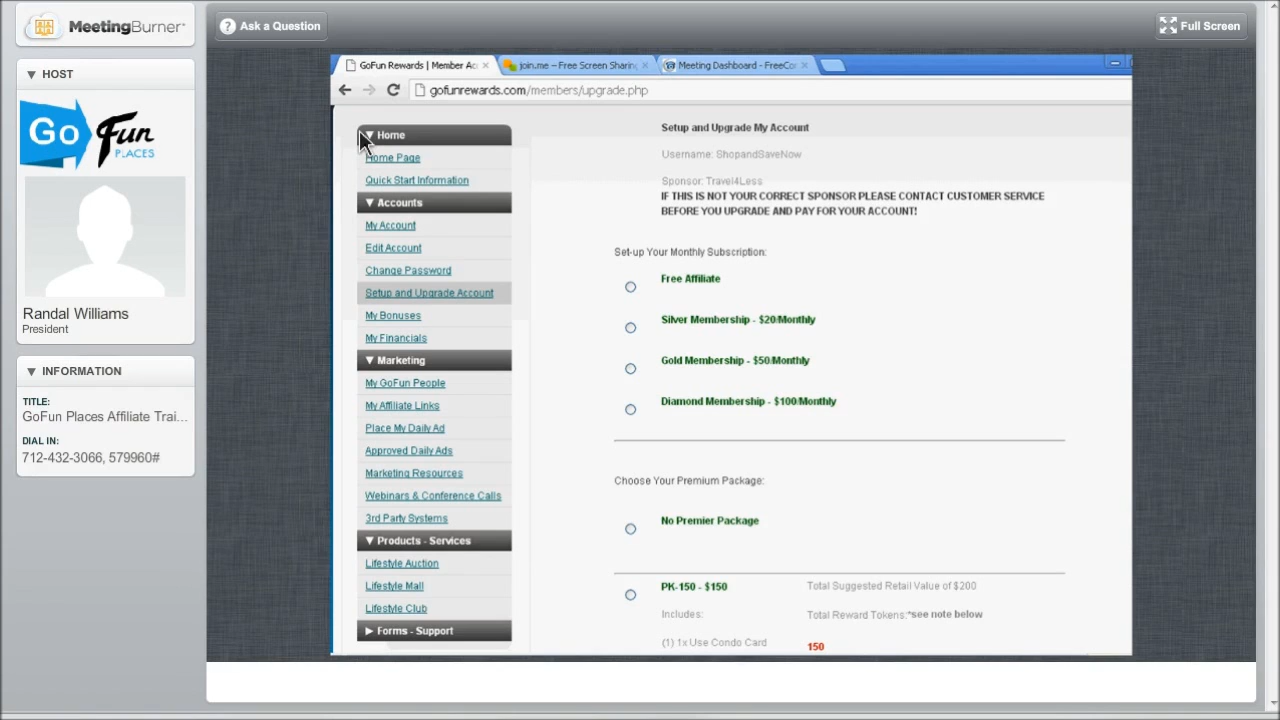 MeetingBurner
Ask a Question
Full Screen
HOST
Go Fun
PLACES
Randal Williams
President
INFORMATION
TITLE:
GoFun Places Affiliate Trai...
DIAL IN:
712-432-3066, 579960#
GoFun Rewards | Member Ac
join.me – Free Screen Sharing
Meeting Dashboard - FreeCon
gofunrewards.com/members/upgrade.php
Home
Home Page
Quick Start Information
Accounts
My Account
Edit Account
Change Password
Setup and Upgrade Account
My Bonuses
My Financials
Marketing
My GoFun People
My Affiliate Links
Place My Daily Ad
Approved Daily Ads
Marketing Resources
Webinars & Conference Calls
3rd Party Systems
Products - Services
Lifestyle Auction
Lifestyle Mall
Lifestyle Club
Forms - Support
Setup and Upgrade My Account
Username: ShopandSaveNow
Sponsor: Travel4Less
IF THIS IS NOT YOUR CORRECT SPONSOR PLEASE CONTACT CUSTOMER SERVICE
BEFORE YOU UPGRADE AND PAY FOR YOUR ACCOUNT!
Set-up Your Monthly Subscription:
Free Affiliate
Silver Membership - $20/Monthly
Gold Membership - $50/Monthly
Diamond Membership - $100/Monthly
Choose Your Premium Package:
No Premier Package
PK-150 - $150 Total Suggested Retail Value of $200
Includes: Total Reward Tokens:*see note below
(1) 1x Use Condo Card 150